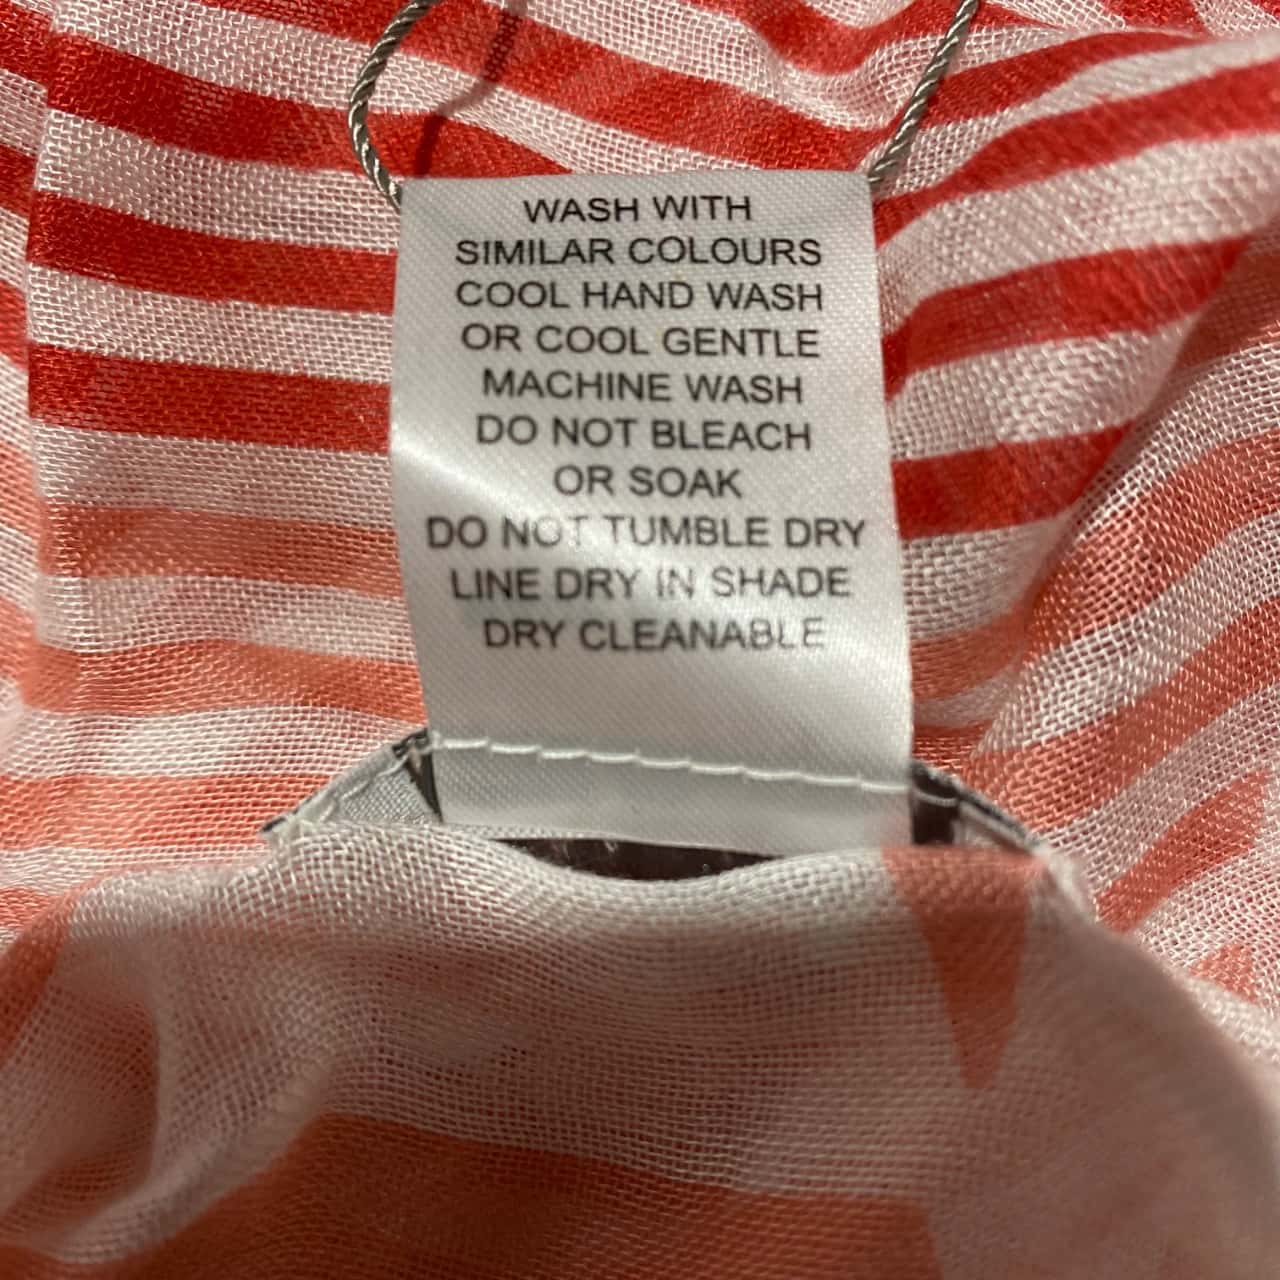 WASH WITH
SIMILAR COLOURS
COOL HAND WASH
OR COOL GENTLE
MACHINE WASH
DO NOT BLEACH
OR SOAK
DO NOT TUMBLE DRY
LINE DRY IN SHADE
DRY CLEANABLE